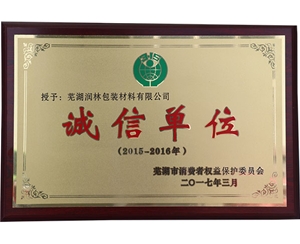 授予：芜湖润林包装材料有限公司
诚信单位
（2015-2016年）
芜湖市消费者权益保护委员会
二〇一七年三月